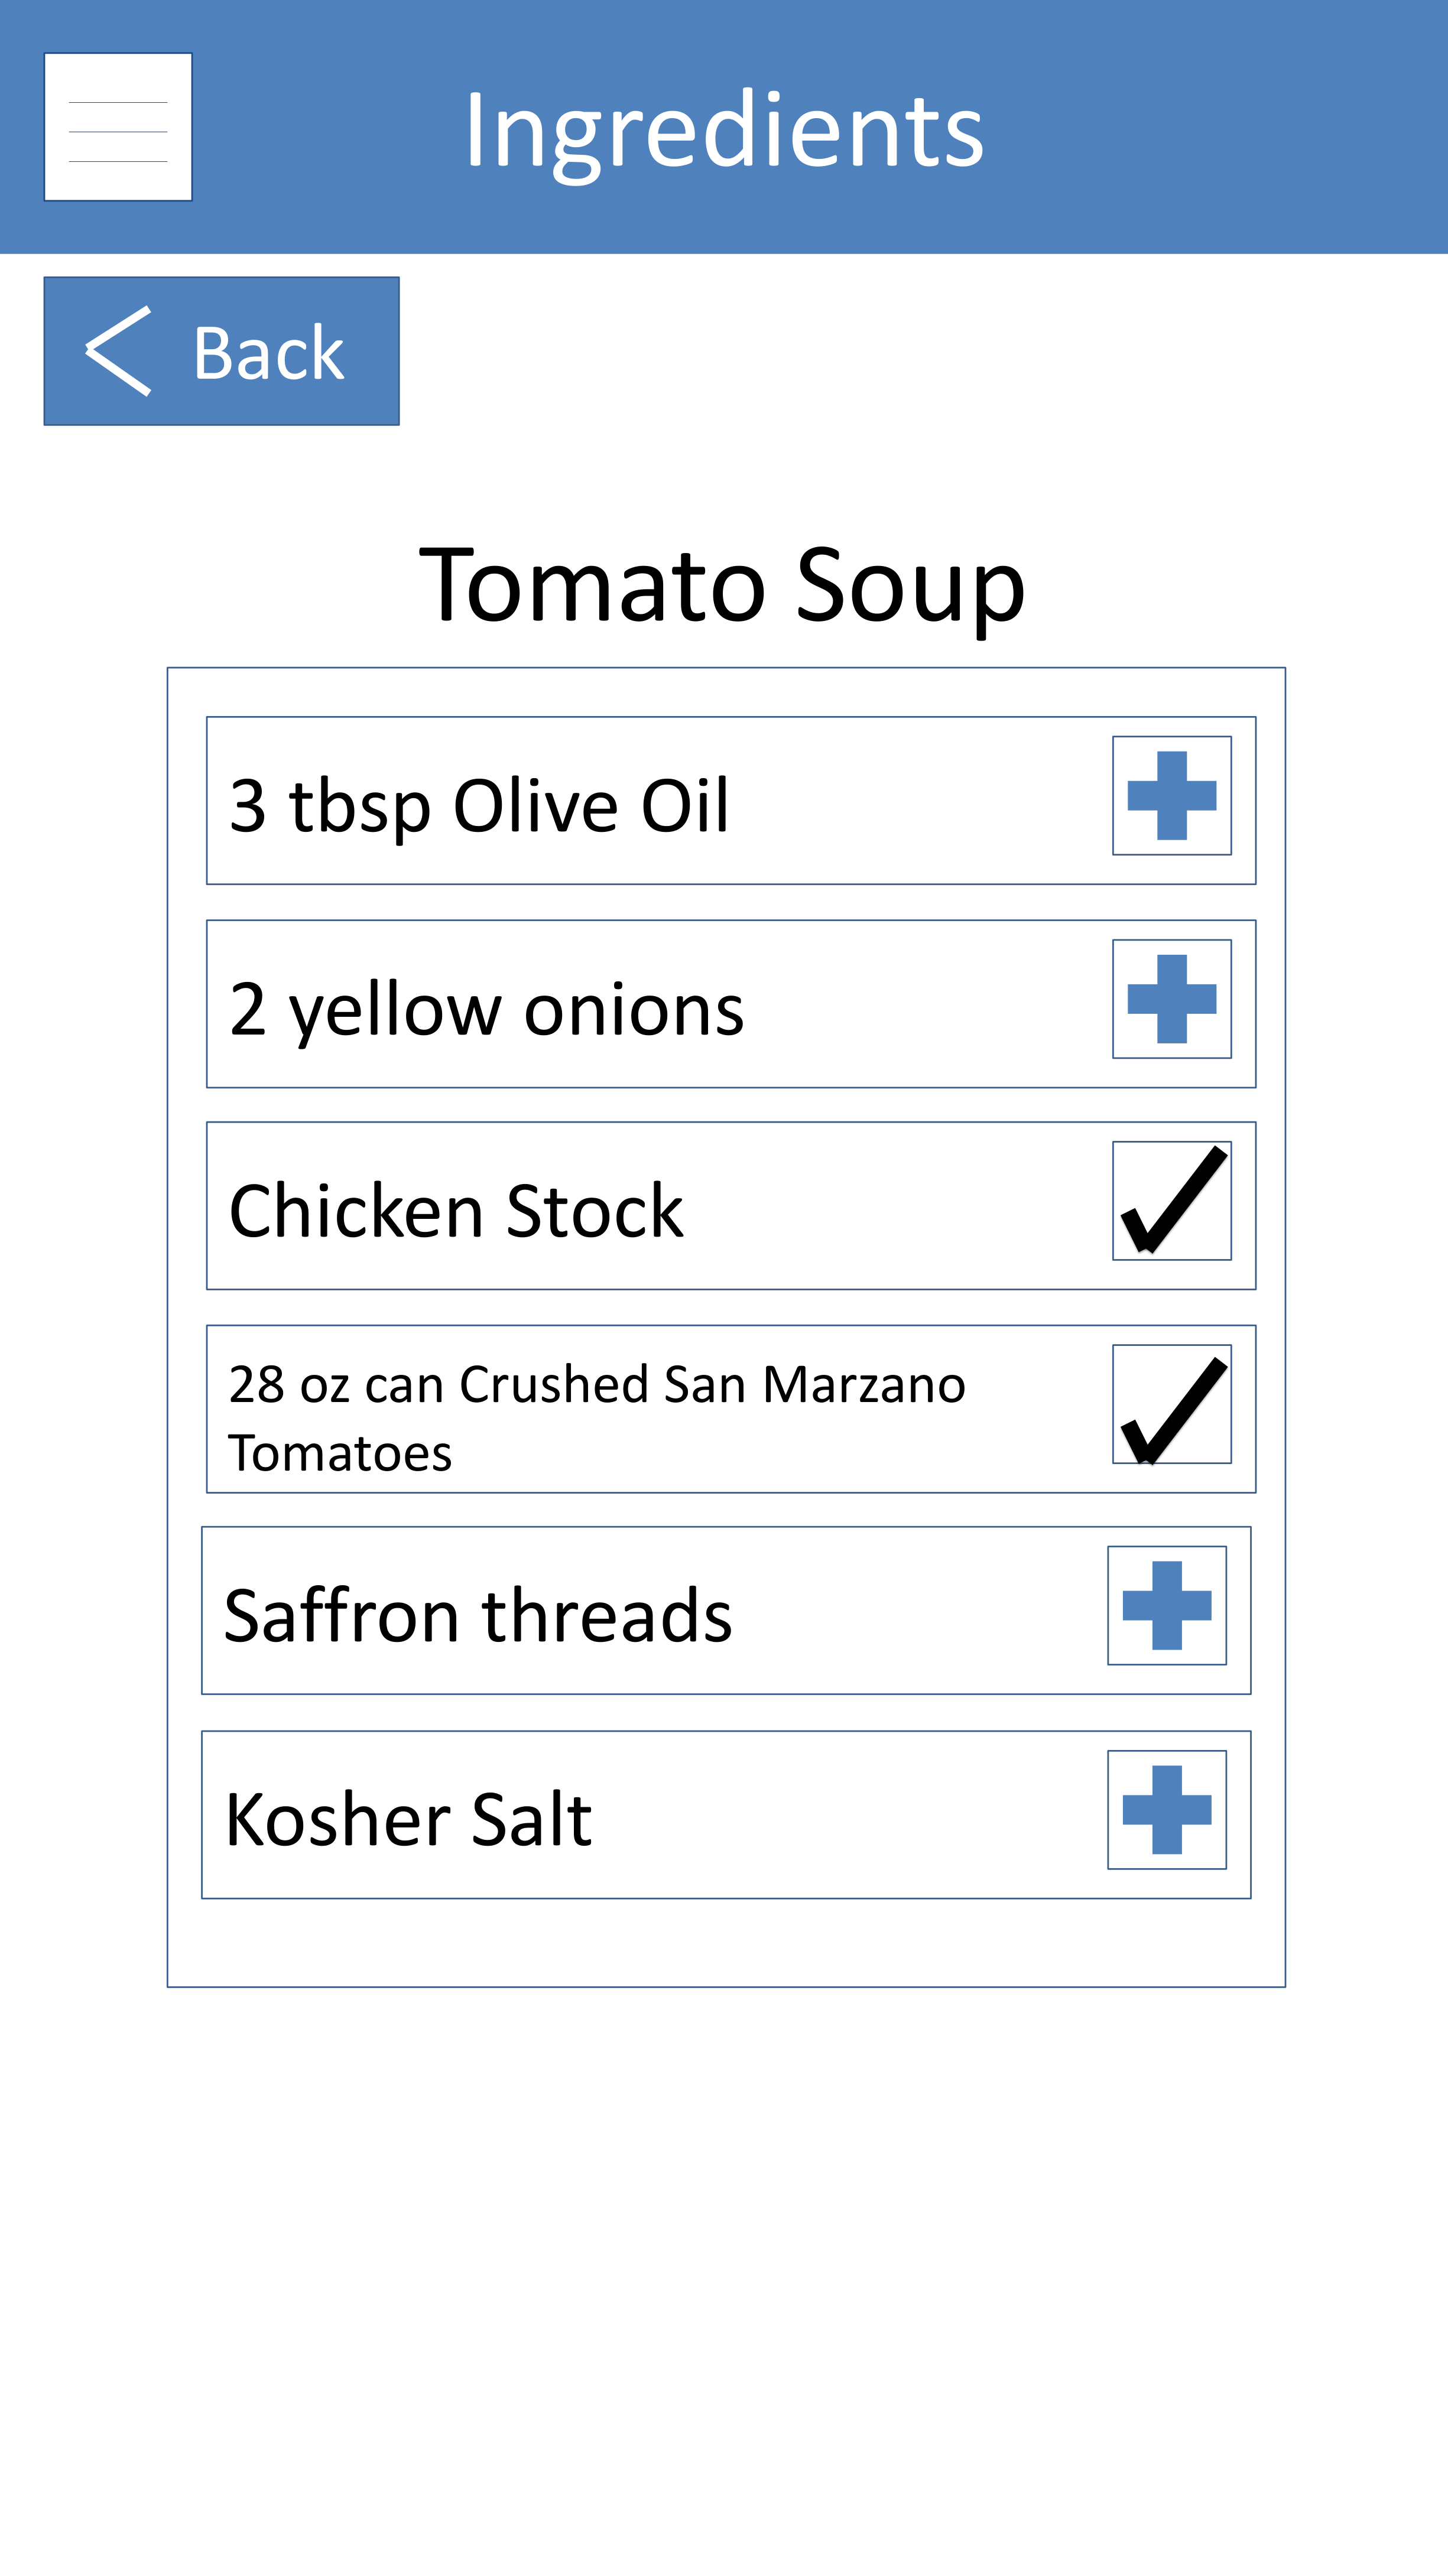 Ingredients
Back
Tomato Soup
3 tbsp Olive Oil
2 yellow onions
Chicken Stock
28 oz can Crushed San Marzano
Tomatoes
Saffron threads
Kosher Salt